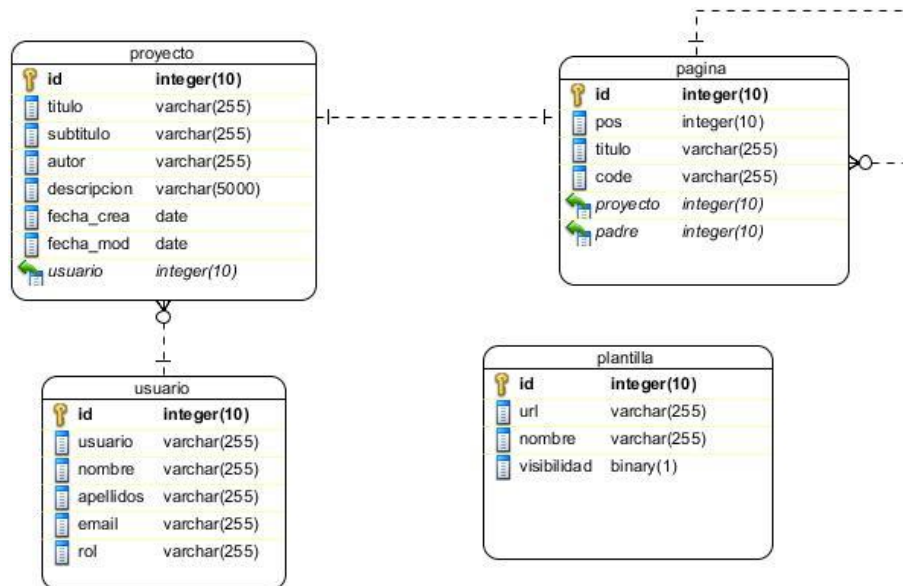 proyecto
id integer(10)
titulo varchar(255)
subtitulo varchar(255)
autor varchar(255)
descripcion varchar(5000)
fecha_crea date
fecha_mod date
usuario integer(10)
pagina
id integer(10)
pos integer(10)
titulo varchar(255)
code varchar(255)
proyecto integer(10)
padre integer(10)
usuario
id integer(10)
usuario varchar(255)
nombre varchar(255)
apellidos varchar(255)
email varchar(255)
rol varchar(255)
plantilla
id integer(10)
url varchar(255)
nombre varchar(255)
visibilidad binary(1)